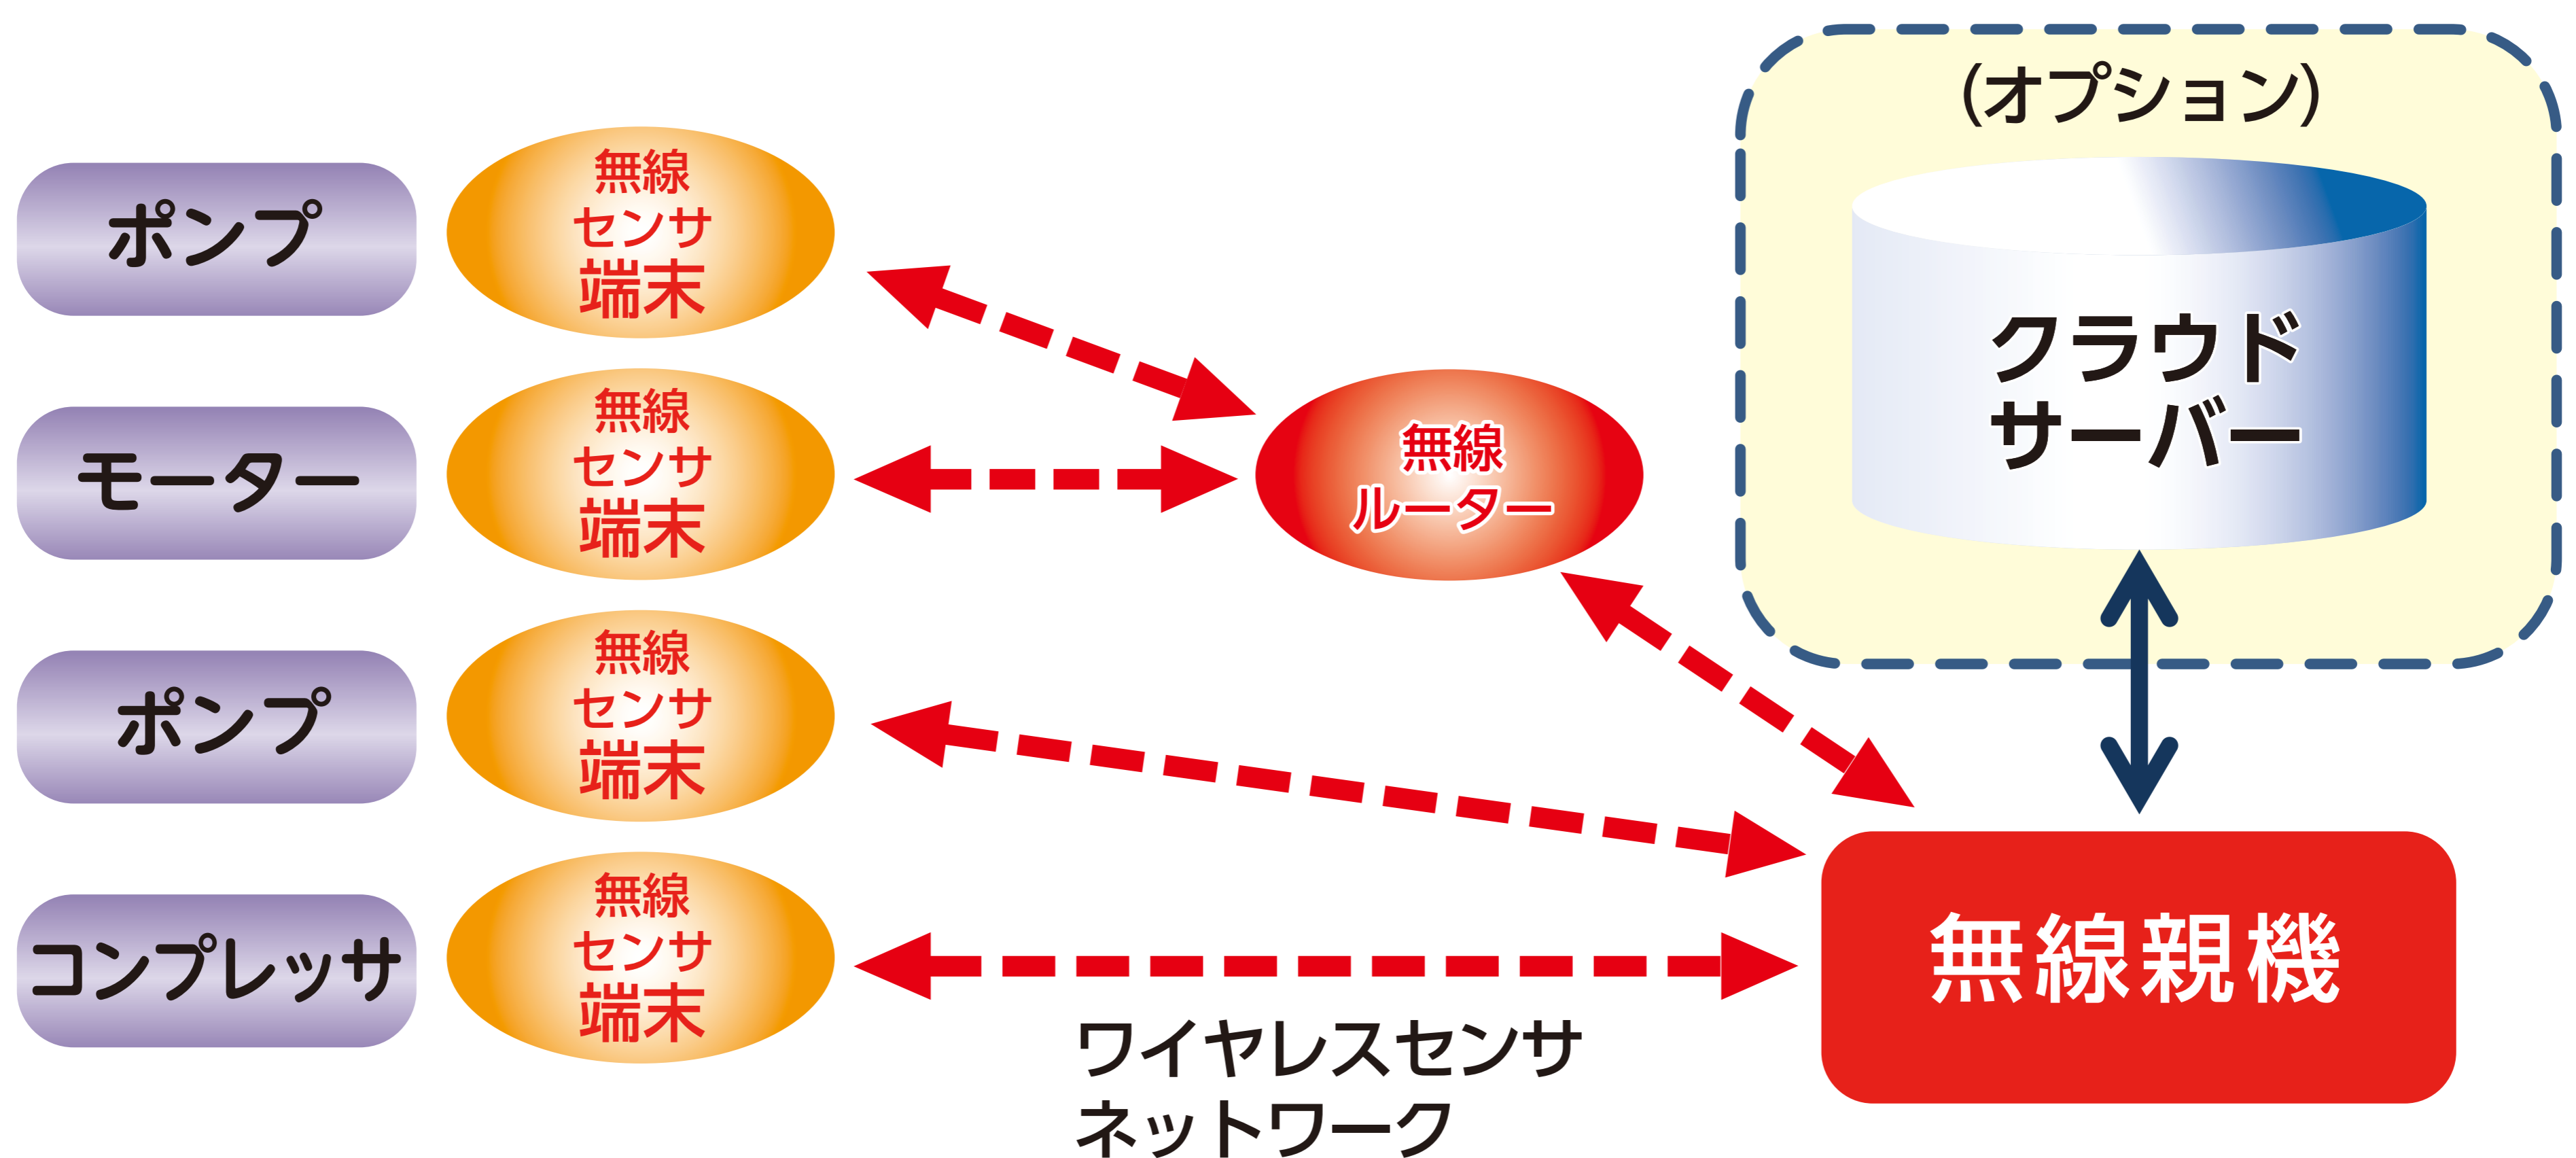 ポンプ
無線
センサ
端末
モーター
無線
センサ
端末
ポンプ
無線
センサ
端末
コンプレッサ
無線
センサ
端末
無線
ルーター
(オプション)
クラウド
サーバー
無線親機
ワイヤレスセンサ
ネットワーク